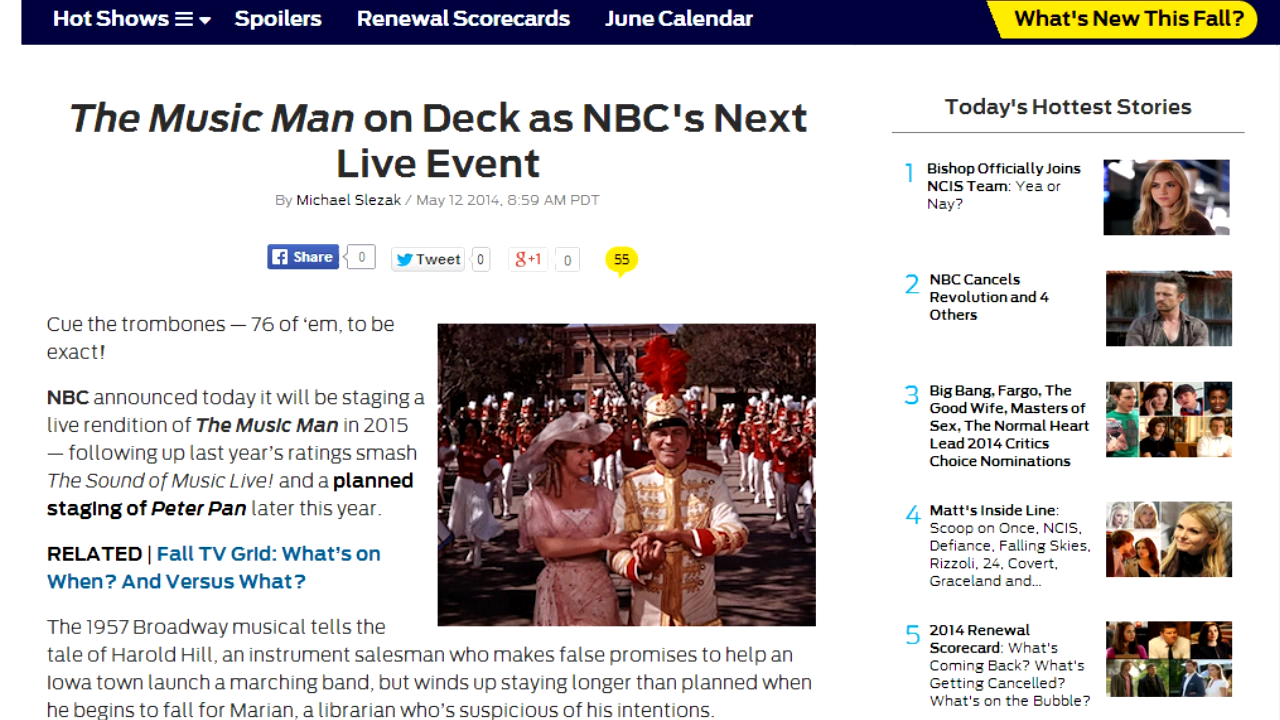 Hot Shows Spoilers Renewal Scorecards June Calendar What's New This Fall?
The Music Man on Deck as NBC's Next
Live Event
By Michael Slezak / May 12 2014, 8:59 AM PDT
Share 0 Tweet 0 g+1 0 55
Cue the trombones — 76 of ‘em, to be
exact!
NBC announced today it will be staging a
live rendition of The Music Man in 2015
— following up last year’s ratings smash
The Sound of Music Live! and a planned
staging of Peter Pan later this year.
RELATED | Fall TV Grid: What’s on
When? And Versus What?
The 1957 Broadway musical tells the
tale of Harold Hill, an instrument salesman who makes false promises to help an
Iowa town launch a marching band, but winds up staying longer than planned when
he begins to fall for Marian, a librarian who’s suspicious of his intentions.
Today's Hottest Stories
1 Bishop Officially Joins
NCIS Team: Yea or
Nay?
2 NBC Cancels
Revolution and 4
Others
3 Big Bang, Fargo, The
Good Wife, Masters of
Sex, The Normal Heart
Lead 2014 Critics
Choice Nominations
4 Matt's Inside Line:
Scoop on Once, NCIS,
Defiance, Falling Skies,
Rizzoli, 24, Covert,
Graceland and...
5 2014 Renewal
Scorecard: What's
Coming Back? What's
Getting Cancelled?
What's on the Bubble?